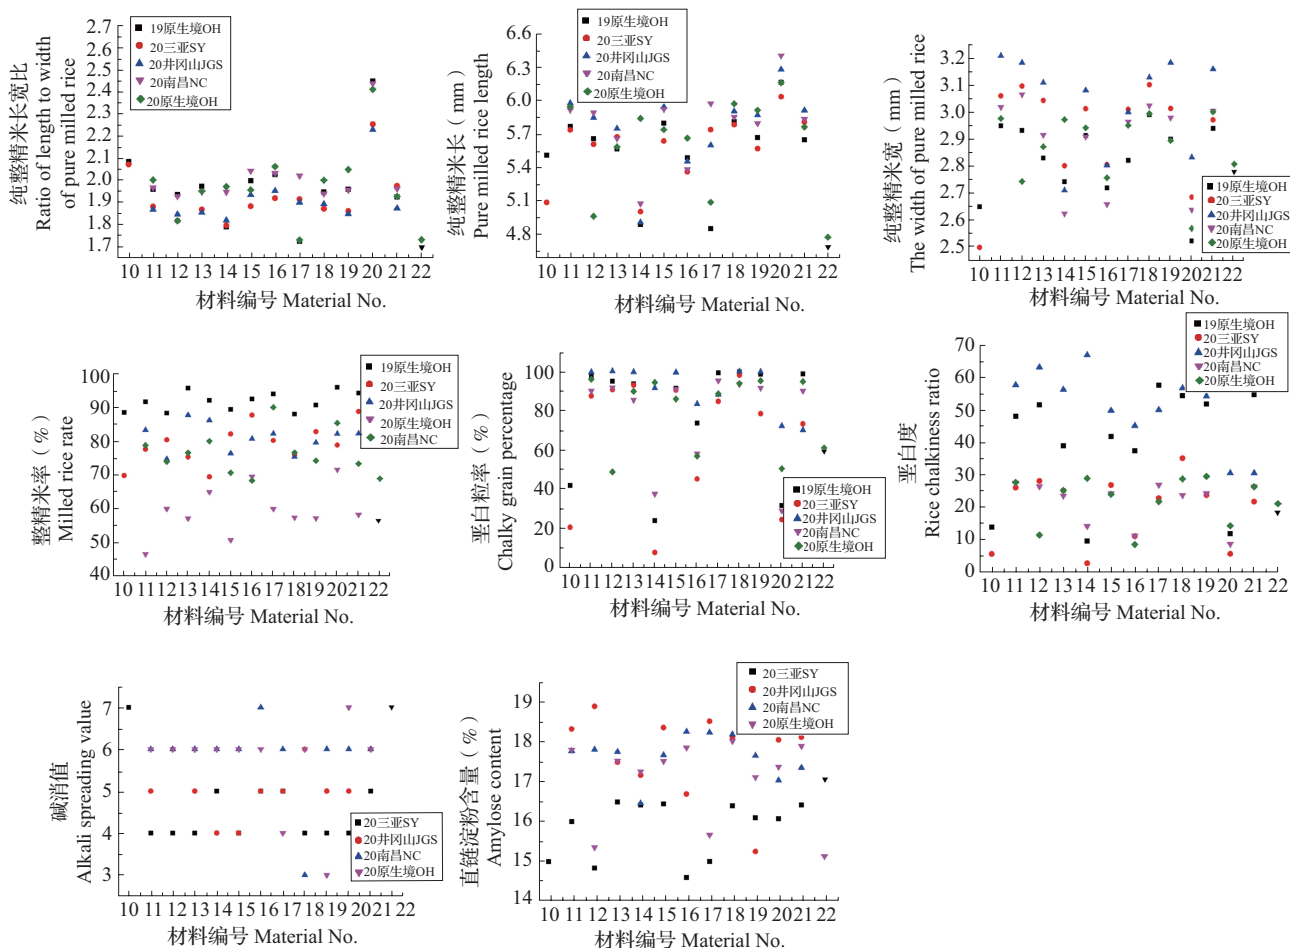 纯整精米长宽比
Ratio of length to width
of pure milled rice
2.7
2.6
2.5
2.4
2.3
2.2
2.1
2.0
1.9
1.8
1.7
19原生境OH
20三亚SY
20井冈山JGS
20南昌NC
20原生境OH
10 11 12 13 14 15 16 17 18 19 20 21 22
材料编号 Material No.
纯整精米长(mm)
Pure milled rice length
6.6
6.3
6.0
5.7
5.4
5.1
4.8
19原生境OH
20三亚SY
20井冈山JGS
20南昌NC
20原生境OH
10 11 12 13 14 15 16 17 18 19 20 21 22
材料编号 Material No.
纯整精米宽(mm)
The width of pure milled rice
3.2
3.1
3.0
2.9
2.8
2.7
2.6
2.5
19原生境OH
20三亚SY
20井冈山JGS
20南昌NC
20原生境OH
10 11 12 13 14 15 16 17 18 19 20 21 22
材料编号 Material No.
整精米率(%)
Milled rice rate
100
90
80
70
60
50
40
19原生境OH
20三亚SY
20井冈山JGS
20原生境OH
20南昌NC
10 11 12 13 14 15 16 17 18 19 20 21 22
材料编号 Material No.
垩白粒率(%)
Chalky grain percentage
100
80
60
40
20
0
19原生境OH
20三亚SY
20井冈山JGS
20南昌NC
20原生境OH
10 11 12 13 14 15 16 17 18 19 20 21 22
材料编号 Material No.
垩白度
Rice chalkiness ratio
70
60
50
40
30
20
10
0
19原生境OH
20三亚SY
20井冈山JGS
20南昌NC
20原生境OH
10 11 12 13 14 15 16 17 18 19 20 21 22
材料编号 Material No.
碱消值
Alkali spreading value
7
6
5
4
3
20三亚SY
20井冈山JGS
20南昌NC
20原生境OH
10 11 12 13 14 15 16 17 18 19 20 21 22
材料编号 Material No.
直链淀粉含量(%)
Amylose content
19
18
17
16
15
14
20三亚SY
20井冈山JGS
20南昌NC
20原生境OH
10 11 12 13 14 15 16 17 18 19 20 21 22
材料编号 Material No.